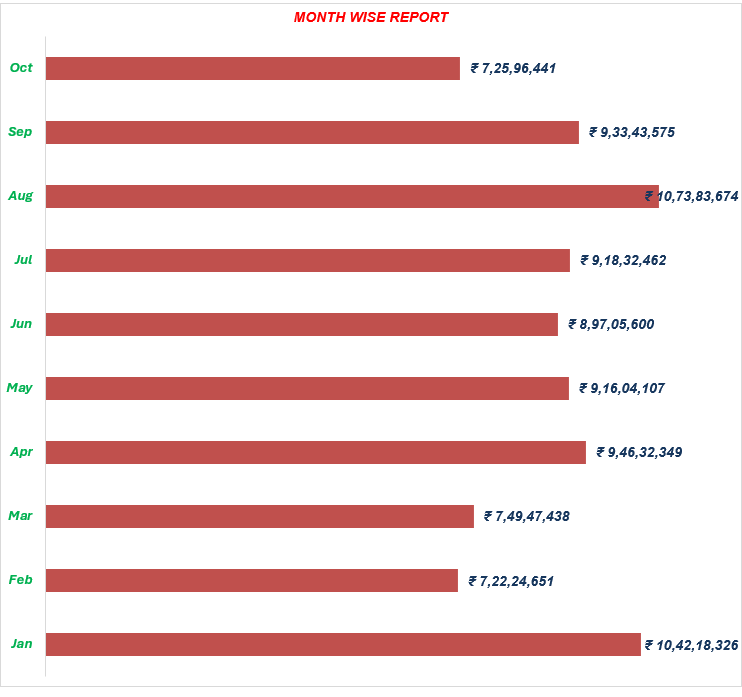 MONTH WISE REPORT
Oct ₹ 7,25,96,441
Sep ₹ 9,33,43,575
Aug ₹ 10,73,83,674
Jul ₹ 9,18,32,462
Jun ₹ 8,97,05,600
May ₹ 9,16,04,107
Apr ₹ 9,46,32,349
Mar ₹ 7,49,47,438
Feb ₹ 7,22,24,651
Jan ₹ 10,42,18,326